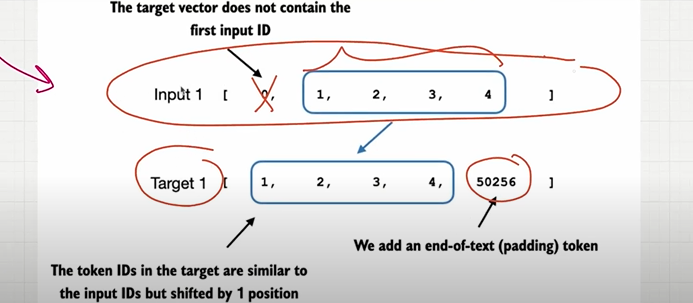 The target vector does not contain the
first input ID
Input 1 [ 0, 1, 2, 3, 4 ]
Target 1 [ 1, 2, 3, 4, 50256 ]
We add an end-of-text (padding) token
The token IDs in the target are similar to
the input IDs but shifted by 1 position